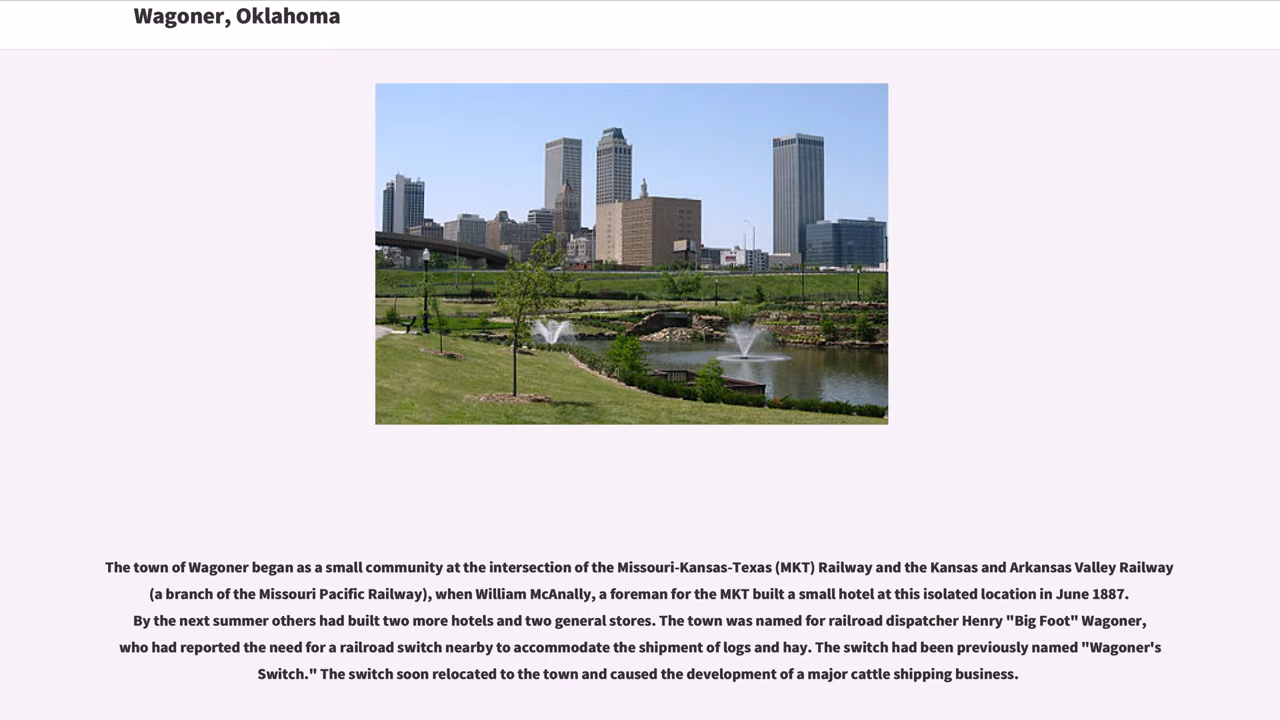 Wagoner, Oklahoma
The town of Wagoner began as a small community at the intersection of the Missouri-Kansas-Texas (MKT) Railway and the Kansas and Arkansas Valley Railway
(a branch of the Missouri Pacific Railway), when William McAnally, a foreman for the MKT built a small hotel at this isolated location in June 1887.
By the next summer others had built two more hotels and two general stores. The town was named for railroad dispatcher Henry "Big Foot" Wagoner,
who had reported the need for a railroad switch nearby to accommodate the shipment of logs and hay. The switch had been previously named "Wagoner's
Switch." The switch soon relocated to the town and caused the development of a major cattle shipping business.